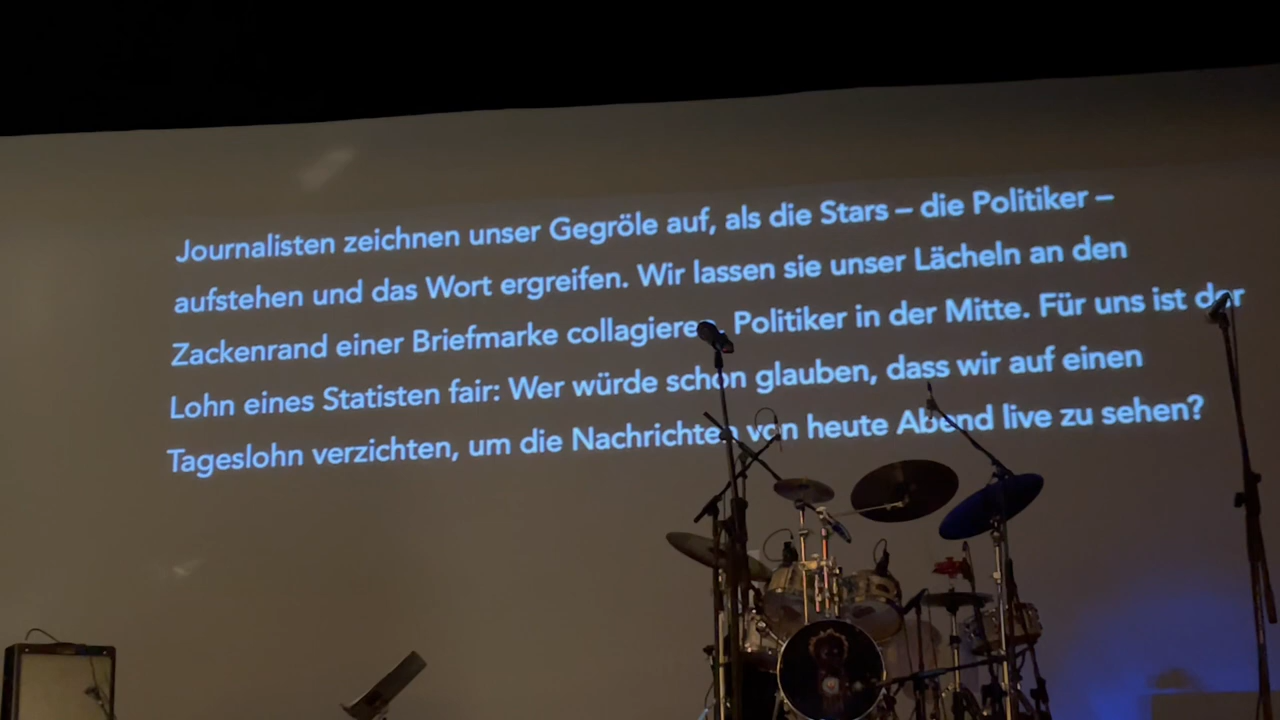 Journalisten zeichnen unser Gegröle auf, als die Stars – die Politiker –
aufstehen und das Wort ergreifen. Wir lassen sie unser Lächeln an den
Zackenrand einer Briefmarke collagieren. Politiker in der Mitte. Für uns ist der
Lohn eines Statisten fair: Wer würde schon glauben, dass wir auf einen
Tageslohn verzichten, um die Nachrichten von heute Abend live zu sehen?